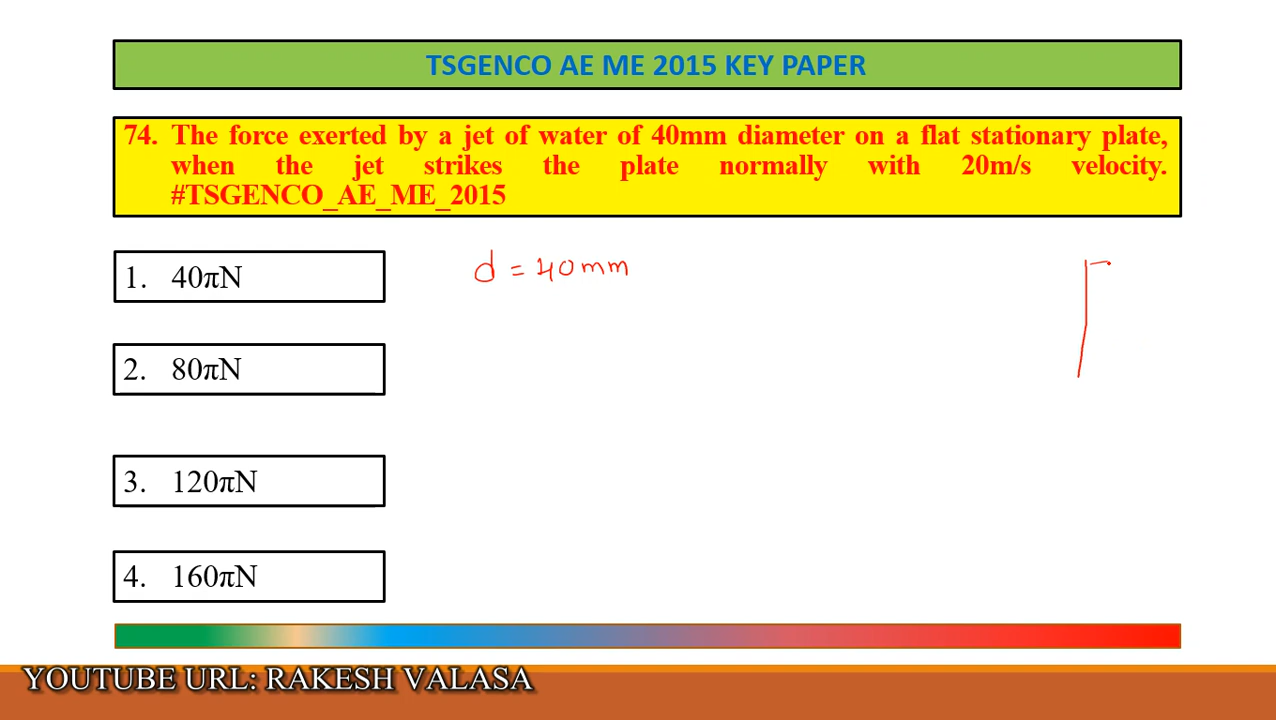 TSGENCO AE ME 2015 KEY PAPER
74. The force exerted by a jet of water of 40mm diameter on a flat stationary plate,
when the jet strikes the plate normally with 20m/s velocity.
#TSGENCO_AE_ME_2015
1. 40πN
d = 40mm
2. 80πN
3. 120πN
4. 160πN
YOUTUBE URL: RAKESH VALASA